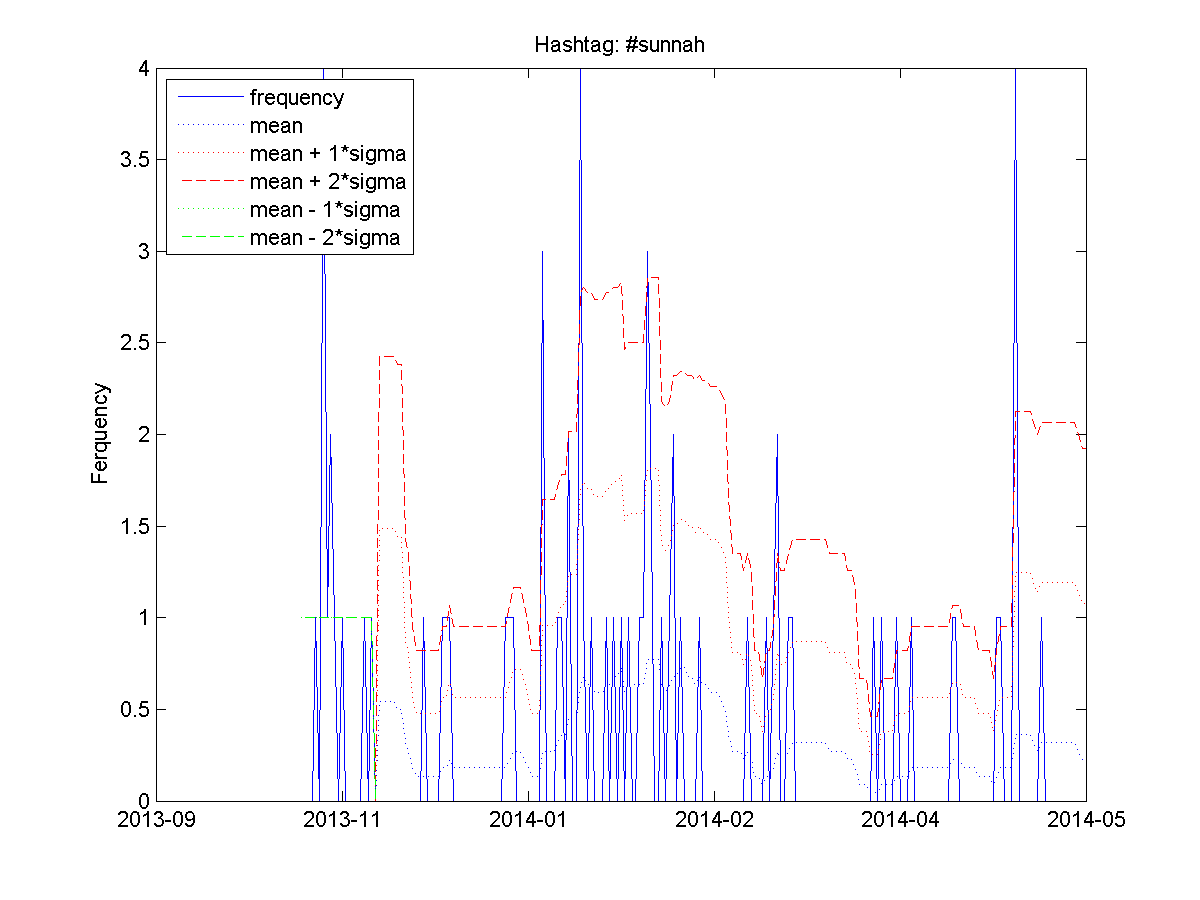 Hashtag: #sunnah
4
frequency
mean
mean + 1*sigma
mean + 2*sigma
mean - 1*sigma
mean - 2*sigma
3.5
3
2.5
2
1.5
1
0.5
0
Ferquency
2013-09 2013-11 2014-01 2014-02 2014-04 2014-05